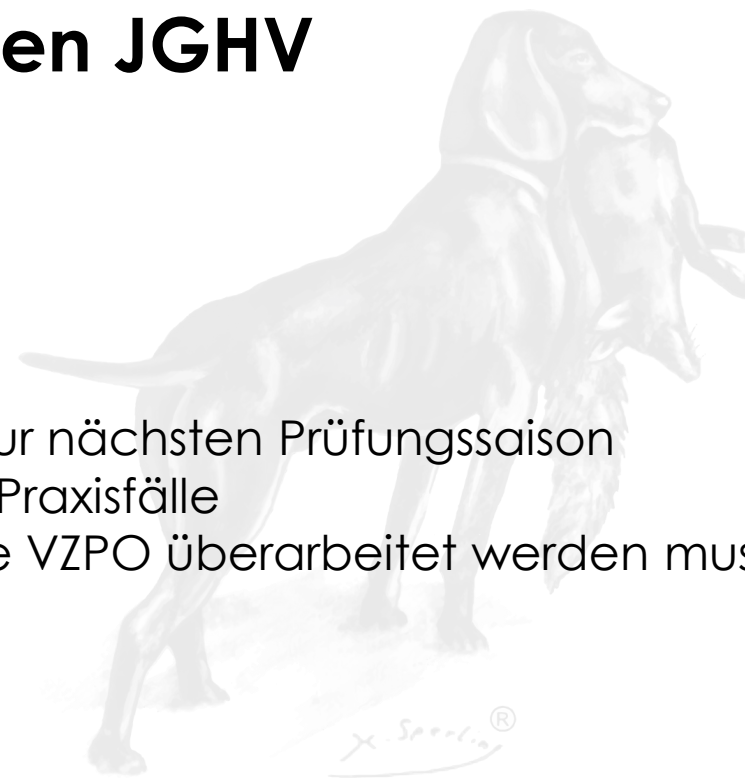 en JGHV
ur nächsten Prüfungssaison
Praxisfälle
e VZPO überarbeitet werden mus
®